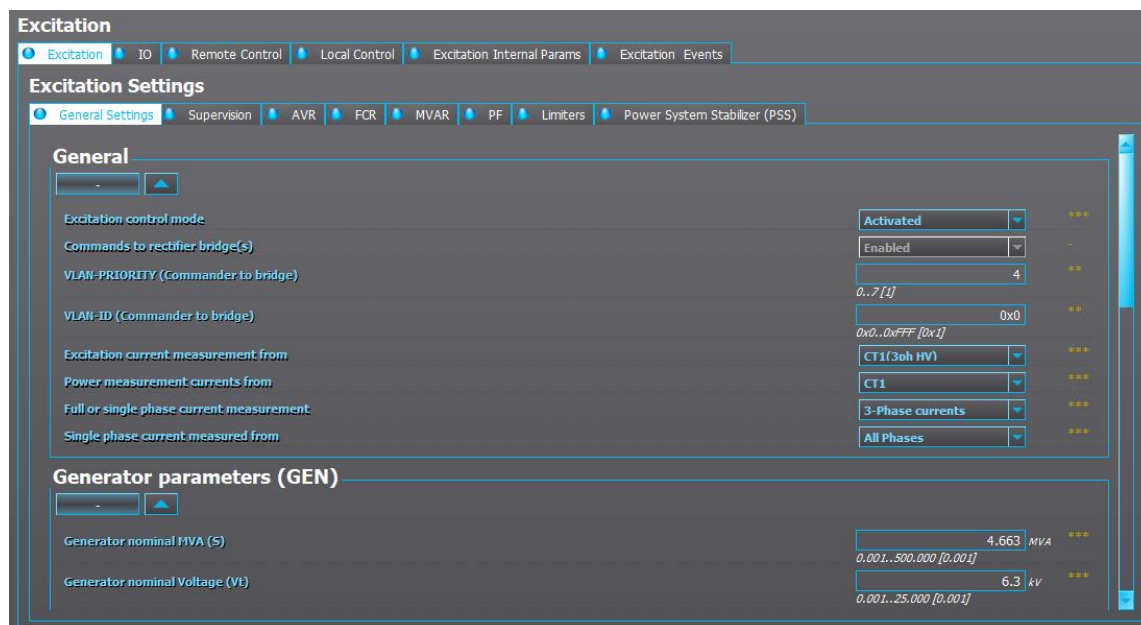 Excitation
Excitation IO Remote Control Local Control Excitation Internal Params Excitation Events
Excitation Settings
General Settings Supervision AVR FCR MVAR PF Limiters Power System Stabilizer (PSS)
General
-
Excitation control mode Activated ***
Commands to rectifier bridge(s) Enabled -
VLAN-PRIORITY (Commander to bridge) 4 **
0..7 [1]
VLAN-ID (Commander to bridge) 0x0 **
0x0..0xFFF [0x1]
Excitation current measurement from CT1(3ph HV) ***
Power measurement currents from CT1 ***
Full or single phase current measurement 3-Phase currents ***
Single phase current measured from All Phases ***
Generator parameters (GEN)
-
Generator nominal MVA (S) 4.663 MVA ***
0.001..500.000 [0.001]
Generator nominal Voltage (Vt) 6.3 kV ***
0.001..25.000 [0.001]